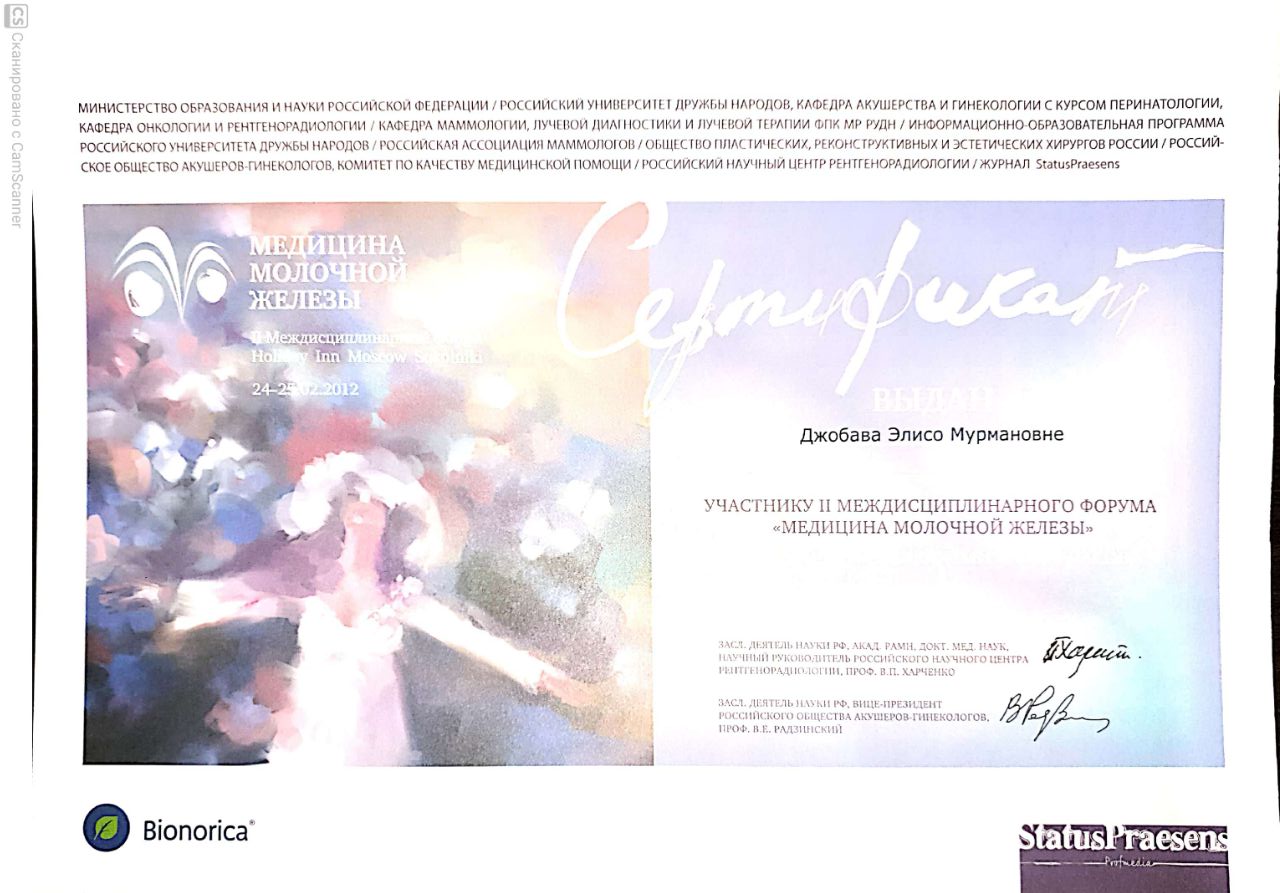 CS Сканировано с CamScanner
МИНИСТЕРСТВО ОБРАЗОВАНИЯ И НАУКИ РОССИЙСКОЙ ФЕДЕРАЦИИ / РОССИЙСКИЙ УНИВЕРСИТЕТ ДРУЖБЫ НАРОДОВ, КАФЕДРА АКУШЕРСТВА И ГИНЕКОЛОГИИ С КУРСОМ ПЕРИНАТОЛОГИИ,
КАФЕДРА ОНКОЛОГИИ И РЕНТГЕНОРАДИОЛОГИИ / КАФЕДРА МАММОЛОГИИ, ЛУЧЕВОЙ ДИАГНОСТИКИ И ЛУЧЕВОЙ ТЕРАПИИ ФПК МР РУДН / ИНФОРМАЦИОННО-ОБРАЗОВАТЕЛЬНАЯ ПРОГРАММА
РОССИЙСКОГО УНИВЕРСИТЕТА ДРУЖБЫ НАРОДОВ / РОССИЙСКАЯ АССОЦИАЦИЯ МАММОЛОГОВ / ОБЩЕСТВО ПЛАСТИЧЕСКИХ, РЕКОНСТРУКТИВНЫХ И ЭСТЕТИЧЕСКИХ ХИРУРГОВ РОССИИ / РОССИЙ-
СКОЕ ОБЩЕСТВО АКУШЕРОВ-ГИНЕКОЛОГОВ, КОМИТЕТ ПО КАЧЕСТВУ МЕДИЦИНСКОЙ ПОМОЩИ / РОССИЙСКИЙ НАУЧНЫЙ ЦЕНТР РЕНТГЕНОРАДИОЛОГИИ / ЖУРНАЛ StatusPraesens
МЕДИЦИНА
МОЛОЧНОЙ
ЖЕЛЕЗЫ
II Междисциплинарный
Holiday Inn Moscow Sokolniki
24–25.02.2012
Сертификат
ВЫДАН
Джобава Элисо Мурмановне
УЧАСТНИКУ II МЕЖДИСЦИПЛИНАРНОГО ФОРУМА
«МЕДИЦИНА МОЛОЧНОЙ ЖЕЛЕЗЫ»
ЗАСЛ. ДЕЯТЕЛЬ НАУКИ РФ, АКАД. РАМН, ДОКТ. МЕД. НАУК,
НАУЧНЫЙ РУКОВОДИТЕЛЬ РОССИЙСКОГО НАУЧНОГО ЦЕНТРА
РЕНТГЕНОРАДИОЛОГИИ, ПРОФ. В.П. ХАРЧЕНКО
ЗАСЛ. ДЕЯТЕЛЬ НАУКИ РФ, ВИЦЕ-ПРЕЗИДЕНТ
РОССИЙСКОГО ОБЩЕСТВА АКУШЕРОВ-ГИНЕКОЛОГОВ,
ПРОФ. В.Е. РАДЗИНСКИЙ
Bionorica®
StatusPraesens
Profmedia